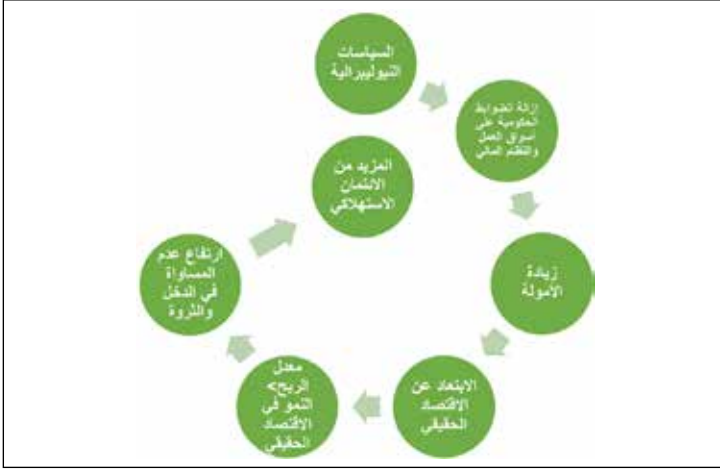 السياسات
النيوليبرالية
إزالة الضوابط
الحكومية على
أسواق العمل
والنظام المالي
زيادة
الأمولة
الابتعاد عن
الاقتصاد
الحقيقي
معدل
الربح>
النمو في
الاقتصاد
الحقيقي
ارتفاع عدم
المساواة
في الدخل
والثروة
المزيد من
الائتمان
الاستهلاكي